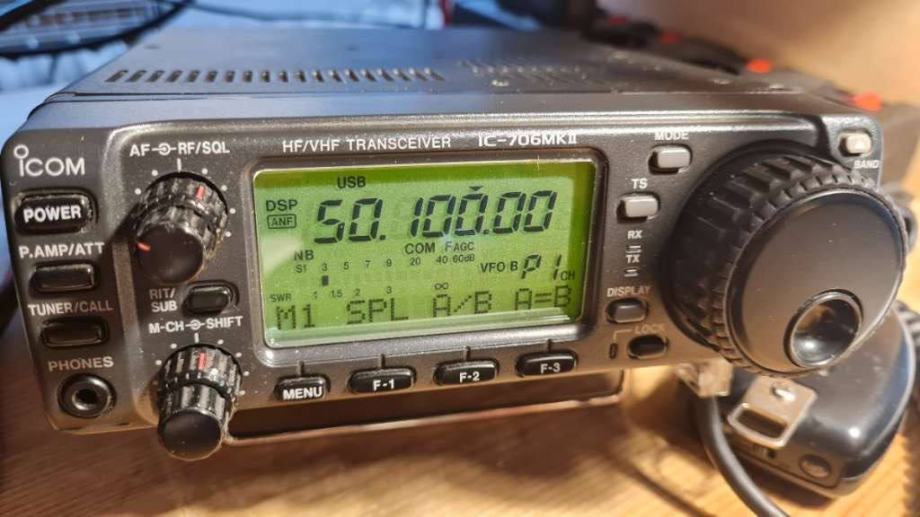 ICOM
AF RF/SQL
HF/VHF TRANSCEIVER IC-706MKII
MODE
BAND
POWER
USB
DSP
ANF
50.100.00
TS
P.AMP/ATT
NB
COM FAGC
S1 3 5 7 9 20 40 60dB
VFO B P1 CH
RX
TX
TUNER/CALL
RIT/
SUB
SWR 1 1.5 2 3 ∞
DISPLAY
M1 SPL A/B A=B
M-CH SHIFT
LOCK
PHONES
MENU F-1 F-2 F-3